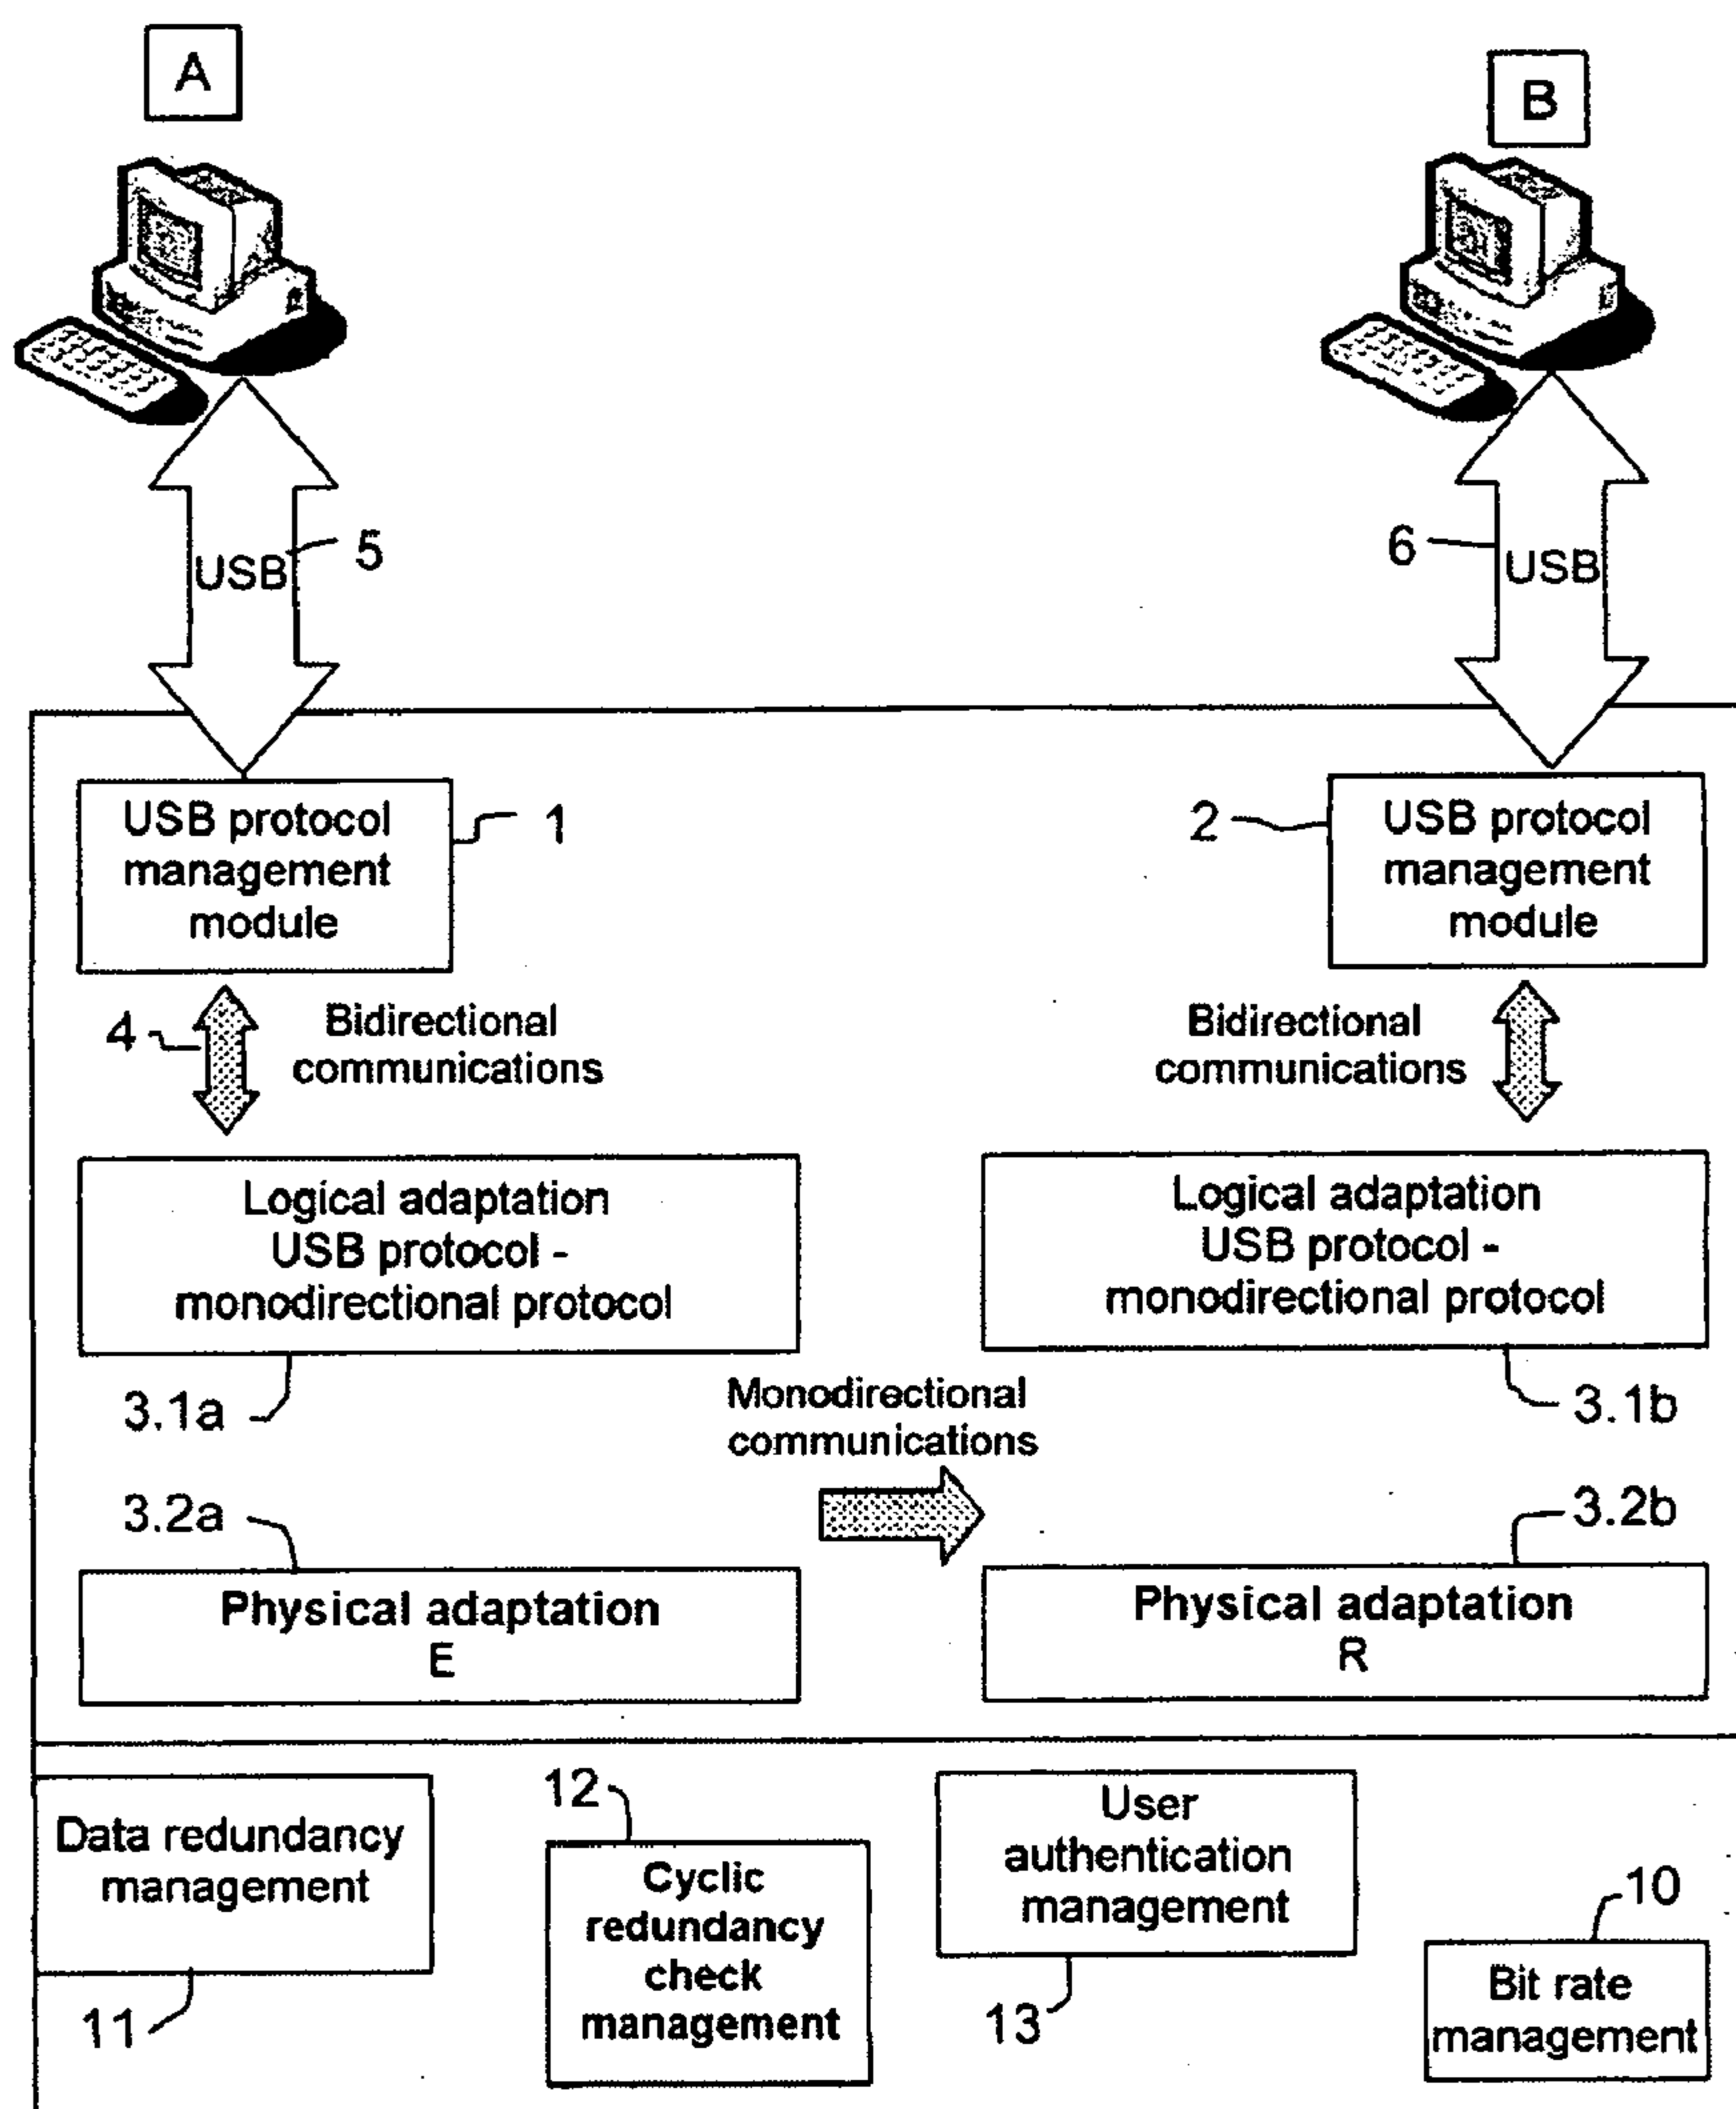 A
B
USB
5
6
USB
USB protocol
management
module
1
2
USB protocol
management
module
4
Bidirectional
communications
Bidirectional
communications
Logical adaptation
USB protocol -
monodirectional protocol
Logical adaptation
USB protocol -
monodirectional protocol
3.1a
Monodirectional
communications
3.1b
3.2a
3.2b
Physical adaptation
E
Physical adaptation
R
Data redundancy
management
11
12
Cyclic
redundancy
check
management
User
authentication
management
13
10
Bit rate
management